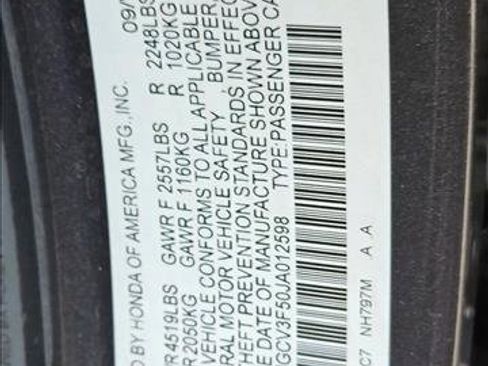 D BY HONDA OF AMERICA MFG.,INC. 09/
R 4519LBS GAWR F 2557LBS R 2248LBS
R 2050KG GAWR F 1160KG R 1020KG
VEHICLE CONFORMS TO ALL APPLICABLE
RAL MOTOR VEHICLE SAFETY, BUMPER,
THEFT PREVENTION STANDARDS IN EFFEC
E DATE OF MANUFACTURE SHOWN ABOV
GCV3F50JA012598 TYPE:PASSENGER CA
C7 NH797M A A